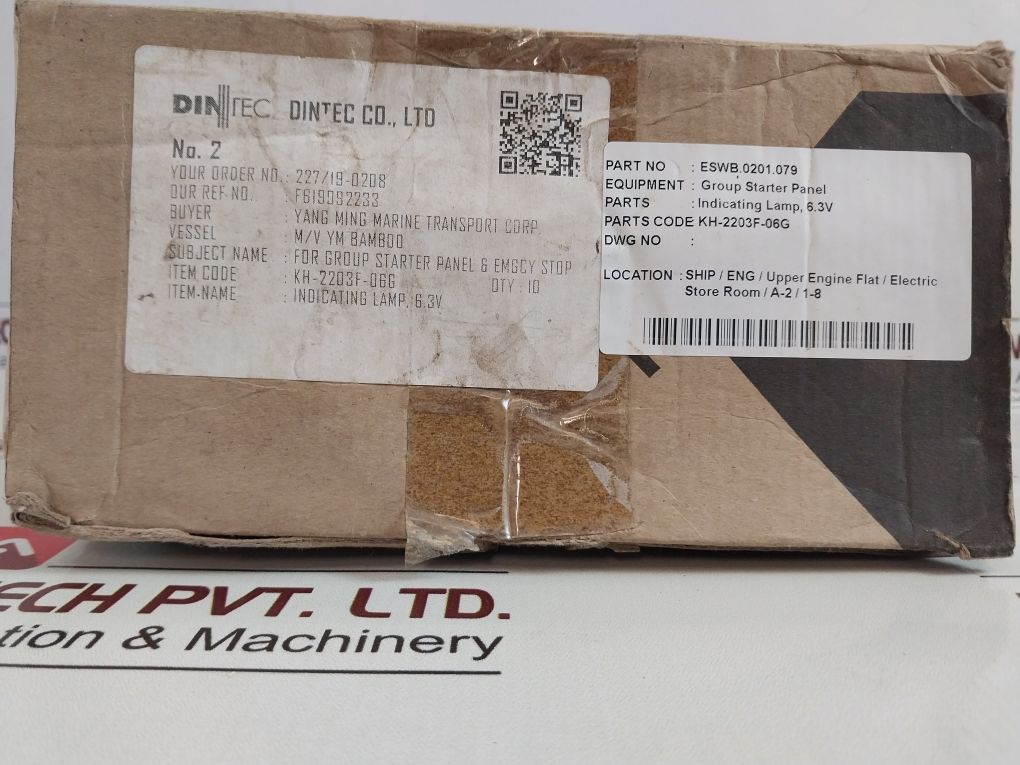 DINTEC DINTEC CO., LTD
No. 2
YOUR ORDER NO. : 227/19-0208
OUR REF NO. : F619092233
BUYER : YANG MING MARINE TRANSPORT CORP.
VESSEL : M/V YM BAMBOO
SUBJECT NAME : FOR GROUP STARTER PANEL & EMGCY STOP
ITEM CODE : KH-2203F-06G QTY : 10
ITEM-NAME : INDICATING LAMP, 6.3V
PART NO : ESWB.0201.079
EQUIPMENT : Group Starter Panel
PARTS : Indicating Lamp, 6.3V
PARTS CODE KH-2203F-06G
DWG NO :
LOCATION : SHIP / ENG / Upper Engine Flat / Electric
Store Room / A-2 / 1-8
ECH PVT. LTD.
tion & Machinery